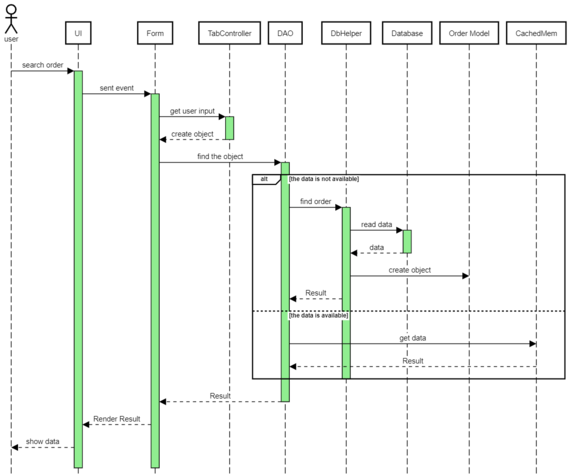 user
UI
Form
TabController
DAO
DbHelper
Database
Order Model
CachedMem
search order
sent event
get user input
create object
find the object
alt
[the data is not available]
find order
read data
data
create object
Result
[the data is available]
get data
Result
Result
Render Result
show data